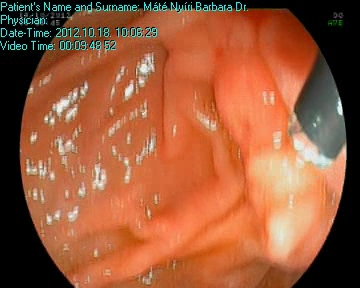 Patient's Name and Surname: Máté Nyíri Barbara Dr.
Physician:
Date-Time: 2012.10.18. 10:06:29
Video Time: 00:09:48.52